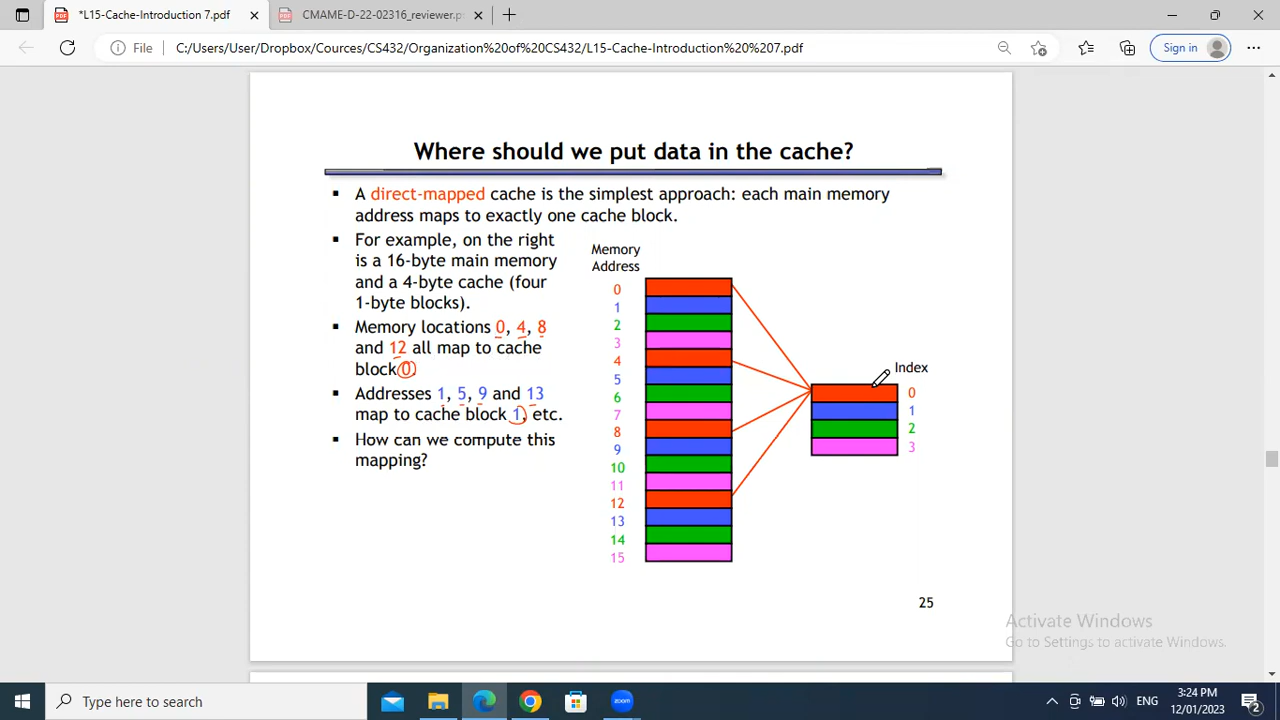 *L15-Cache-Introduction 7.pdf
CMAME-D-22-02316_reviewer.p
File
C:/Users/User/Dropbox/Cources/CS432/Organization%20of%20CS432/L15-Cache-Introduction%20%207.pdf
Sign in
Where should we put data in the cache?
A direct-mapped cache is the simplest approach: each main memory
address maps to exactly one cache block.
For example, on the right
is a 16-byte main memory
and a 4-byte cache (four
1-byte blocks).
Memory locations 0, 4, 8
and 12 all map to cache
block 0.
Addresses 1, 5, 9 and 13
map to cache block 1, etc.
How can we compute this
mapping?
Memory
Address
0
1
2
3
4
5
6
7
8
9
10
11
12
13
14
15
Index
0
1
2
3
25
Activate Windows
Go to Settings to activate Windows.
Type here to search
zoom
ENG
3:24 PM
12/01/2023
2